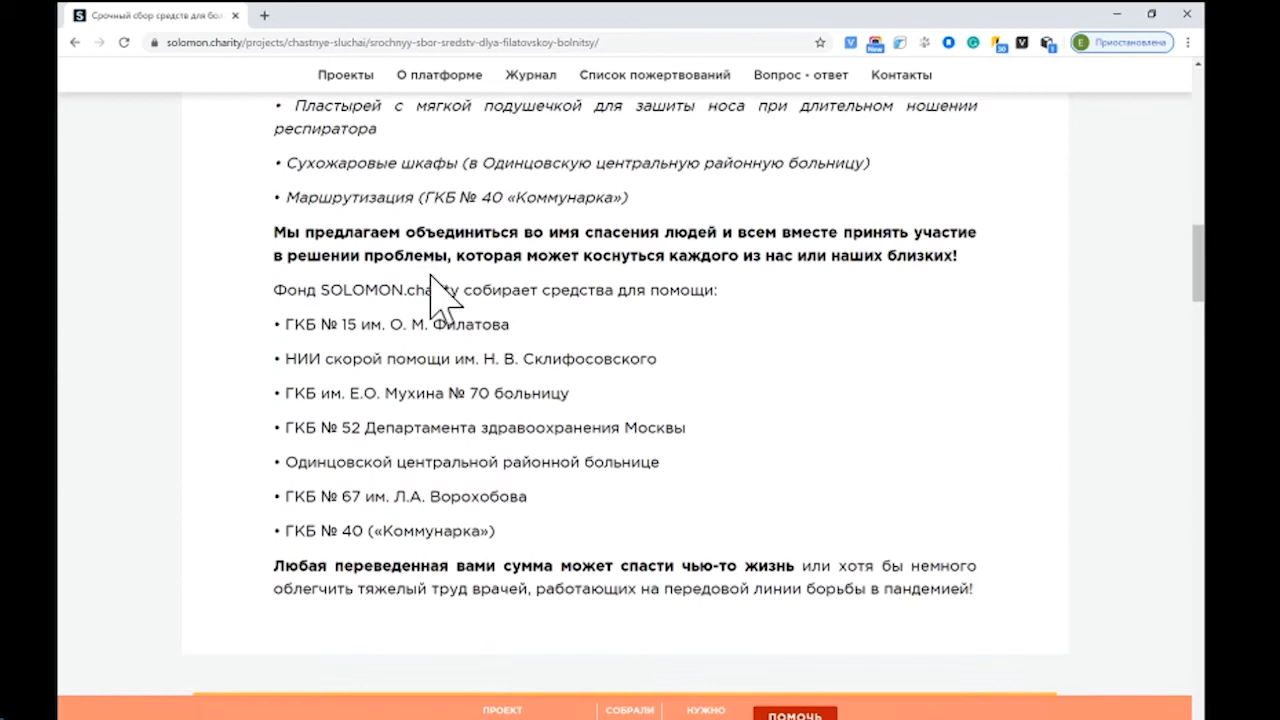 Срочный сбор средств для бол
solomon.charity/projects/chastnye-sluchai/srochnyy-sbor-sredstv-dlya-filatovskoy-bolnitsy/
New
30
1
E
Приостановлена
Проекты О платформе Журнал Список пожертвований Вопрос - ответ Контакты
• Пластырей с мягкой подушечкой для зашиты носа при длительном ношении
респиратора
• Сухожаровые шкафы (в Одинцовскую центральную районную больницу)
• Маршрутизация (ГКБ № 40 «Коммунарка»)
Мы предлагаем объединиться во имя спасения людей и всем вместе принять участие
в решении проблемы, которая может коснуться каждого из нас или наших близких!
Фонд SOLOMON.charity собирает средства для помощи:
• ГКБ № 15 им. О. М. Филатова
• НИИ скорой помощи им. Н. В. Склифосовского
• ГКБ им. Е.О. Мухина № 70 больницу
• ГКБ № 52 Департамента здравоохранения Москвы
• Одинцовской центральной районной больнице
• ГКБ № 67 им. Л.А. Ворохобова
• ГКБ № 40 («Коммунарка»)
Любая переведенная вами сумма может спасти чью-то жизнь или хотя бы немного
облегчить тяжелый труд врачей, работающих на передовой линии борьбы в пандемией!
ПРОЕКТ СОБРАЛИ НУЖНО ПОМОЧЬ